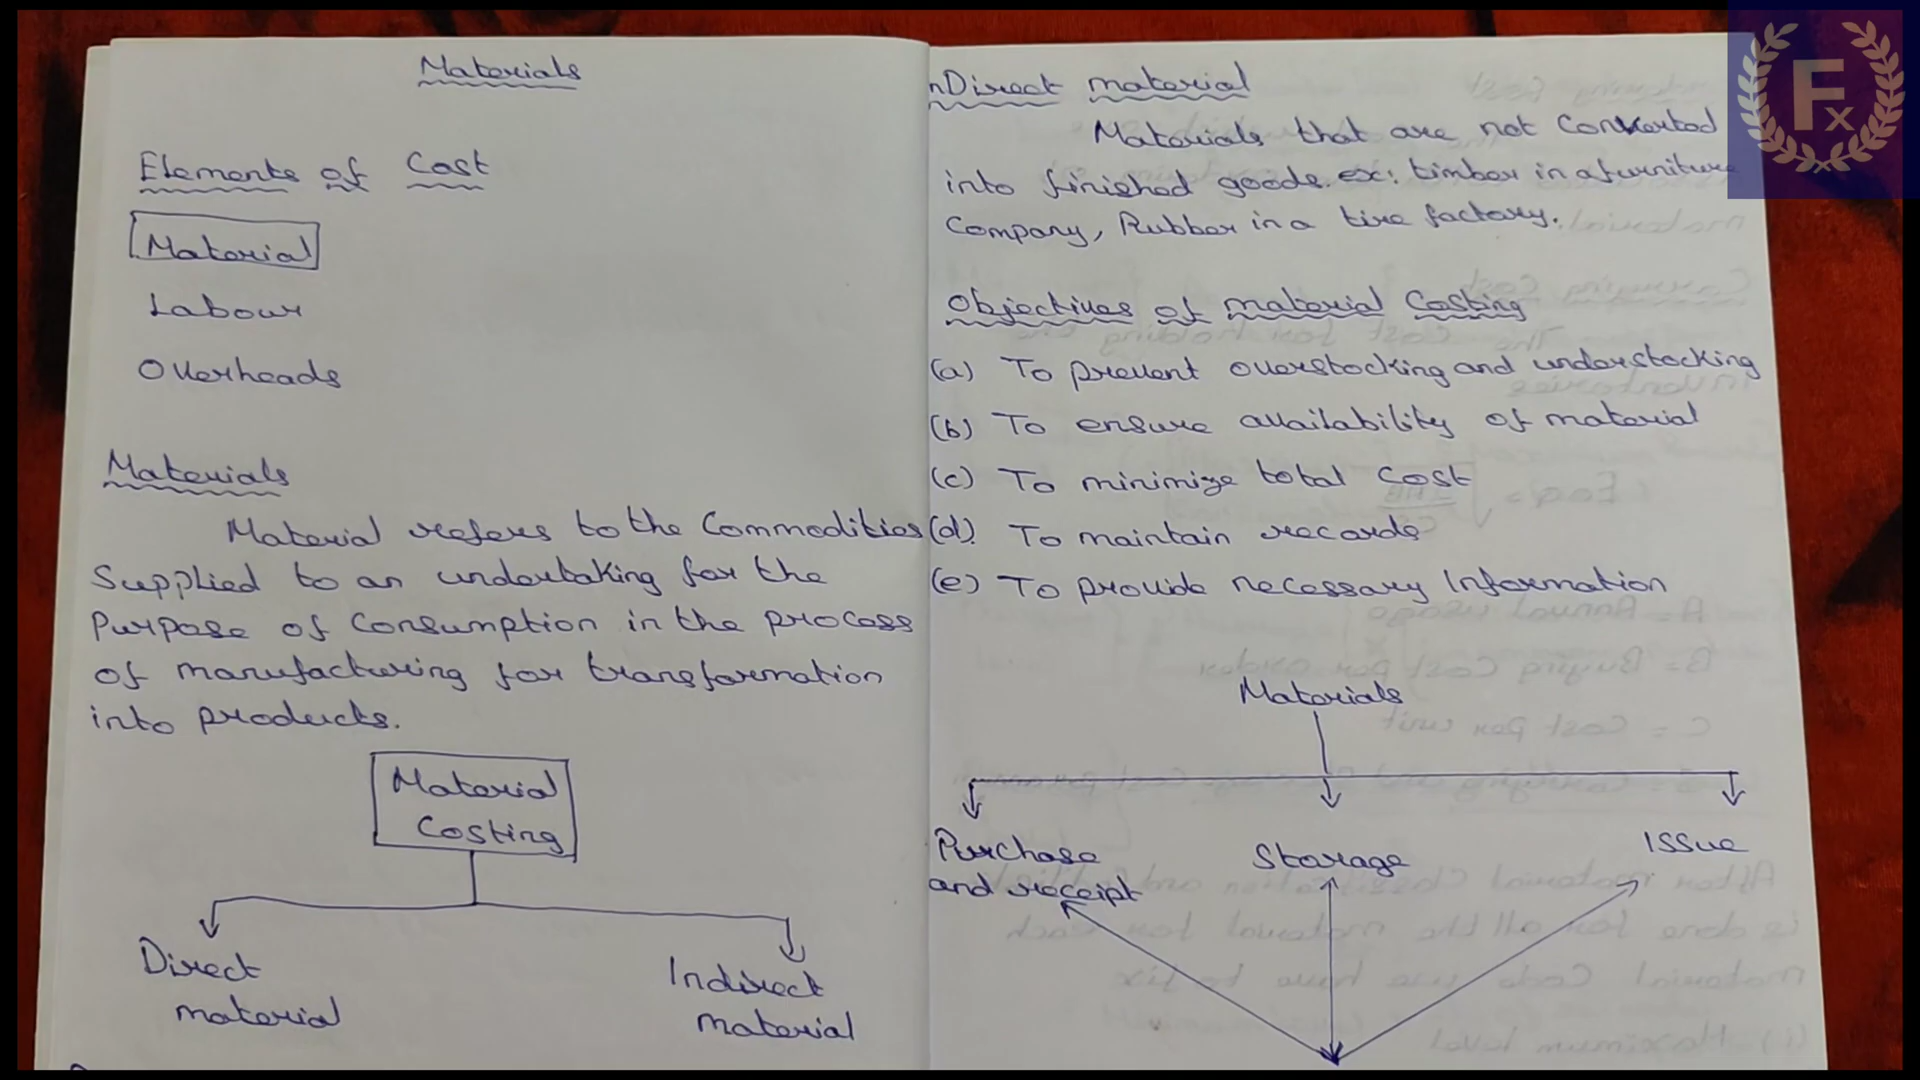 Materials
Elements of Cost
Material
Labour
Overheads
Materials
Material refers to the Commodities
Supplied to an undertaking for the
Purpose of Consumption in the process
of manufacturing for transformation
into products.
Material
Costing
Direct
material
Indirect
material
nDirect material
Materials that are not Converted
into finished goods. ex: timber in a furniture
Company, Rubber in a tire factory.
Objectives of material Costing
(a) To prevent overstocking and understocking
(b) To ensure availability of material
(c) To minimize total Cost
(d). To maintain records
(e) To provide necessary Information
Materials
Purchase
and receipt
Storage
Issue
Fx